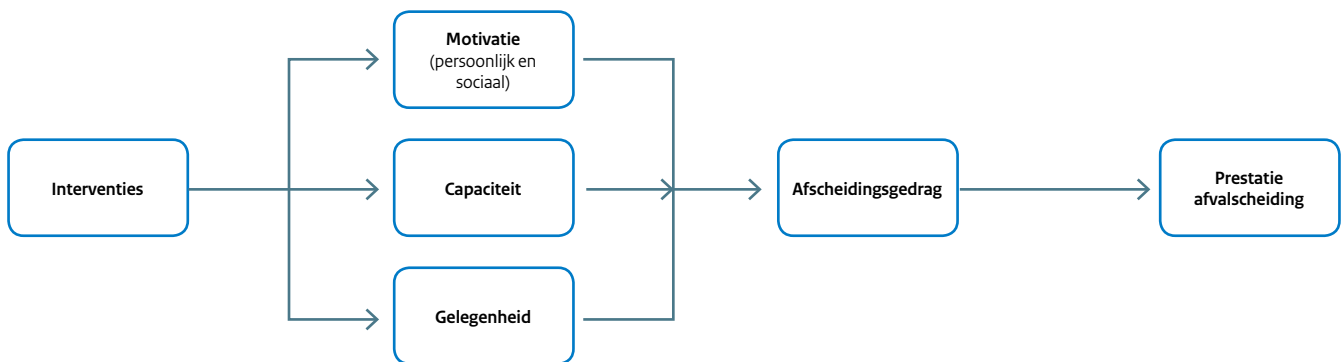 Motivatie
(persoonlijk en
sociaal)
Interventies
Capaciteit
Gelegenheid
Afscheidingsgedrag
Prestatie
afvalscheiding